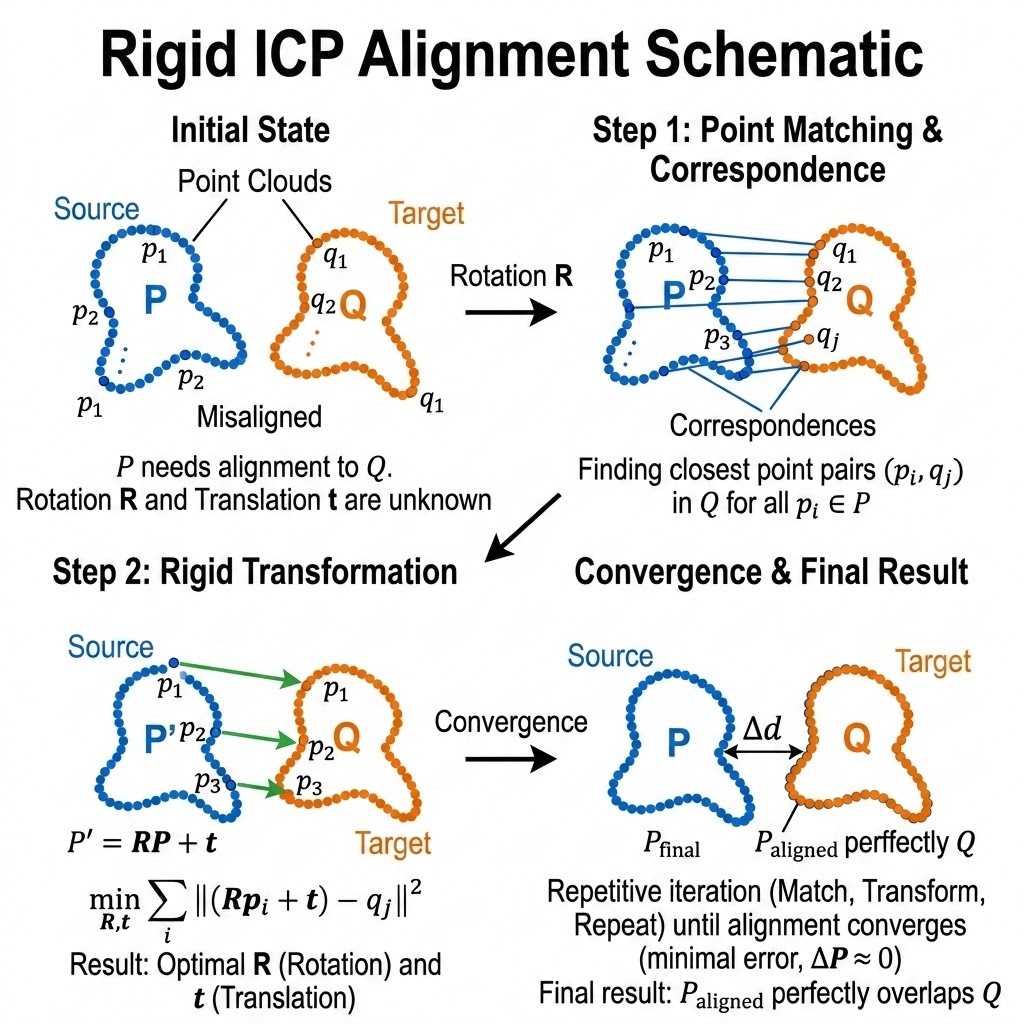 Rigid ICP Alignment Schematic
Initial State
Point Clouds
Source
Target
p₁
P
p₂
p₂
p₁
q₁
q₂
Q
q₁
Misaligned
P needs alignment to Q.
Rotation R and Translation t are unknown
Rotation R
Step 1: Point Matching &
Correspondence
p₁
p₂
P
p₃
q₁
q₂
Q
qⱼ
Correspondences
Finding closest point pairs (pᵢ, qⱼ)
in Q for all pᵢ ∈ P
Step 2: Rigid Transformation
Source
p₁
P' p₂
p₃
p₁
p₂ Q
p₃
P' = RP + t
Target
min R,t ∑ i ||(Rpᵢ + t) − qⱼ||²
Result: Optimal R (Rotation) and
t (Translation)
Convergence
Convergence & Final Result
Source
Target
P
Δd
Q
P_final
P_aligned perffectly Q
Repetitive iteration (Match, Transform,
Repeat) until alignment converges
(minimal error, ΔP ≈ 0)
Final result: P_aligned perfectly overlaps Q